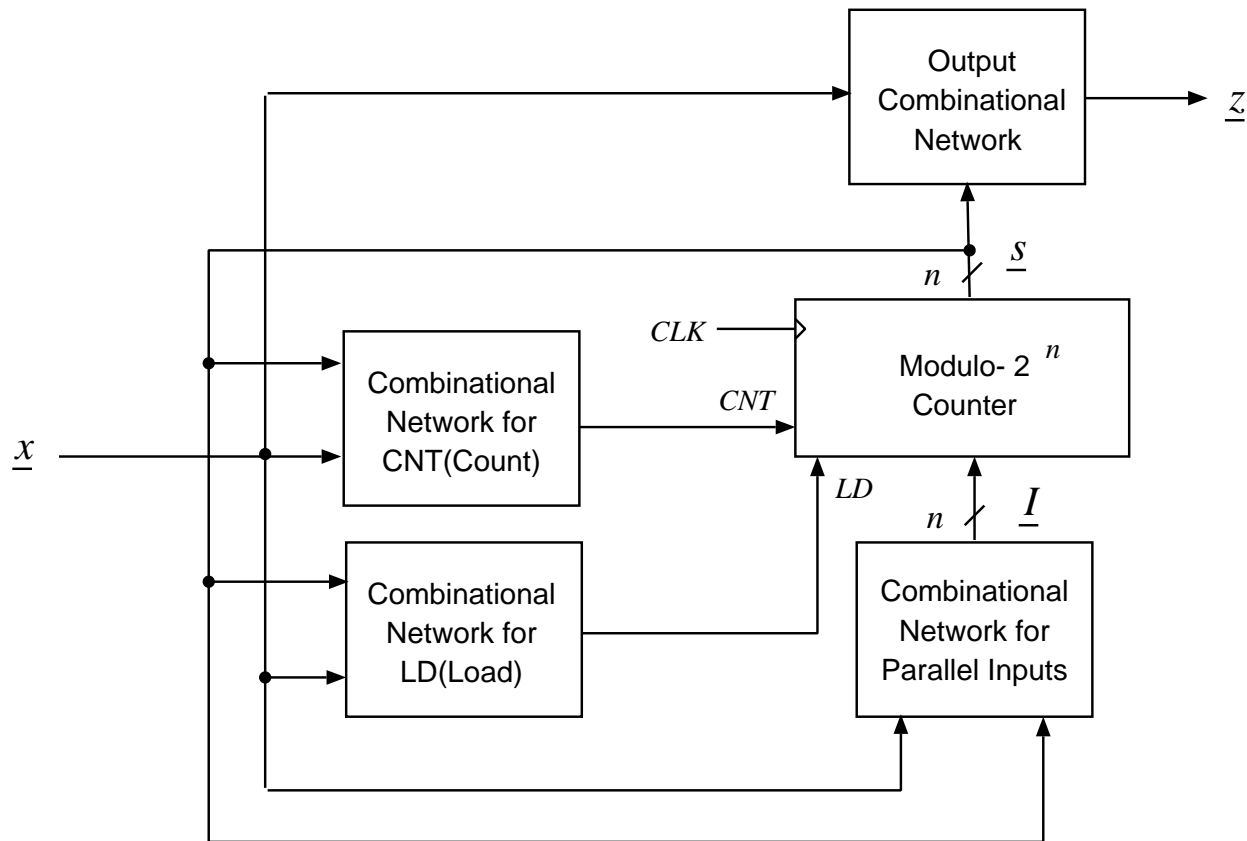 Output
Combinational
Network
z
s
n
CLK
Modulo- 2 n
Counter
Combinational
Network for
CNT(Count)
CNT
x
LD
n
I
Combinational
Network for
LD(Load)
Combinational
Network for
Parallel Inputs